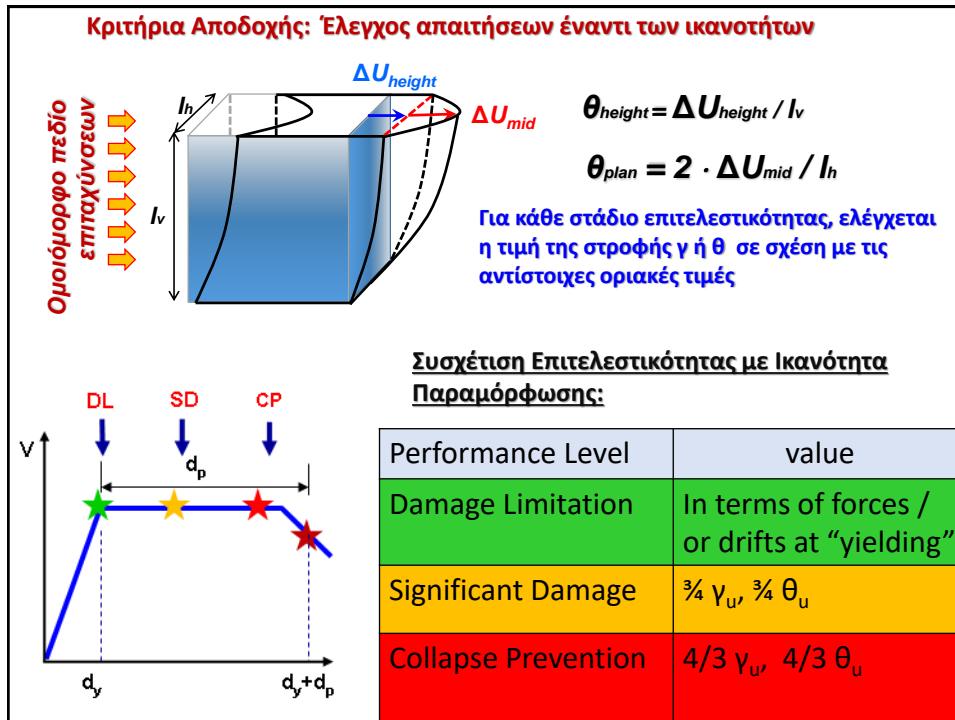 Κριτήρια Αποδοχής: Έλεγχος απαιτήσεων έναντι των ικανοτήτων
Ομοιόμορφο πεδίο
επιταχύνσεων
l_h
l_v
ΔU_height
ΔU_mid
θ_height = ΔU_height / l_v
θ_plan = 2 · ΔU_mid / l_h
Για κάθε στάδιο επιτελεστικότητας, ελέγχεται
η τιμή της στροφής γ ή θ σε σχέση με τις
αντίστοιχες οριακές τιμές
DL SD CP
V
d_p
d_y
d_y+d_p
Συσχέτιση Επιτελεστικότητας με Ικανότητα
Παραμόρφωσης:
Performance Level value
Damage Limitation In terms of forces /
or drifts at “yielding”
Significant Damage ¾ γ_u, ¾ θ_u
Collapse Prevention 4/3 γ_u, 4/3 θ_u